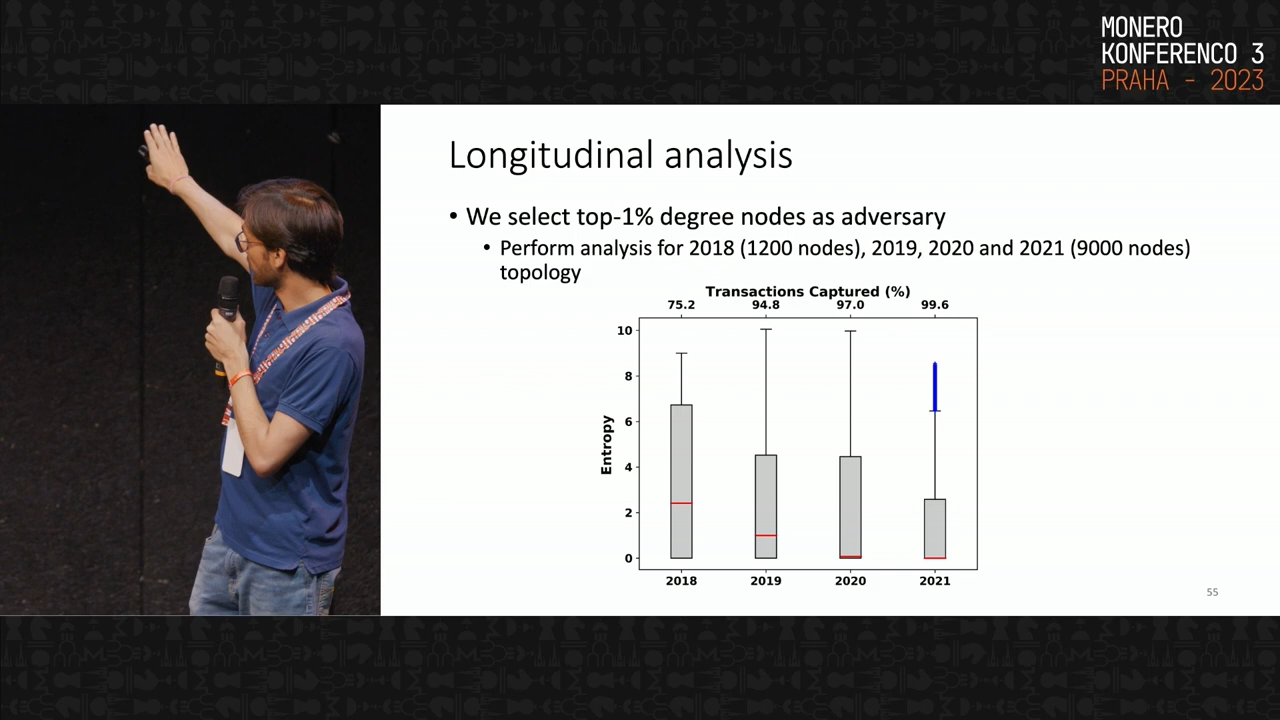 MONERO
KONFERENCO 3
PRAHA - 2023
Longitudinal analysis
• We select top-1% degree nodes as adversary
• Perform analysis for 2018 (1200 nodes), 2019, 2020 and 2021 (9000 nodes)
topology
Transactions Captured (%)
75.2 94.8 97.0 99.6
10
8
6
4
2
0
Entropy
2018 2019 2020 2021
55